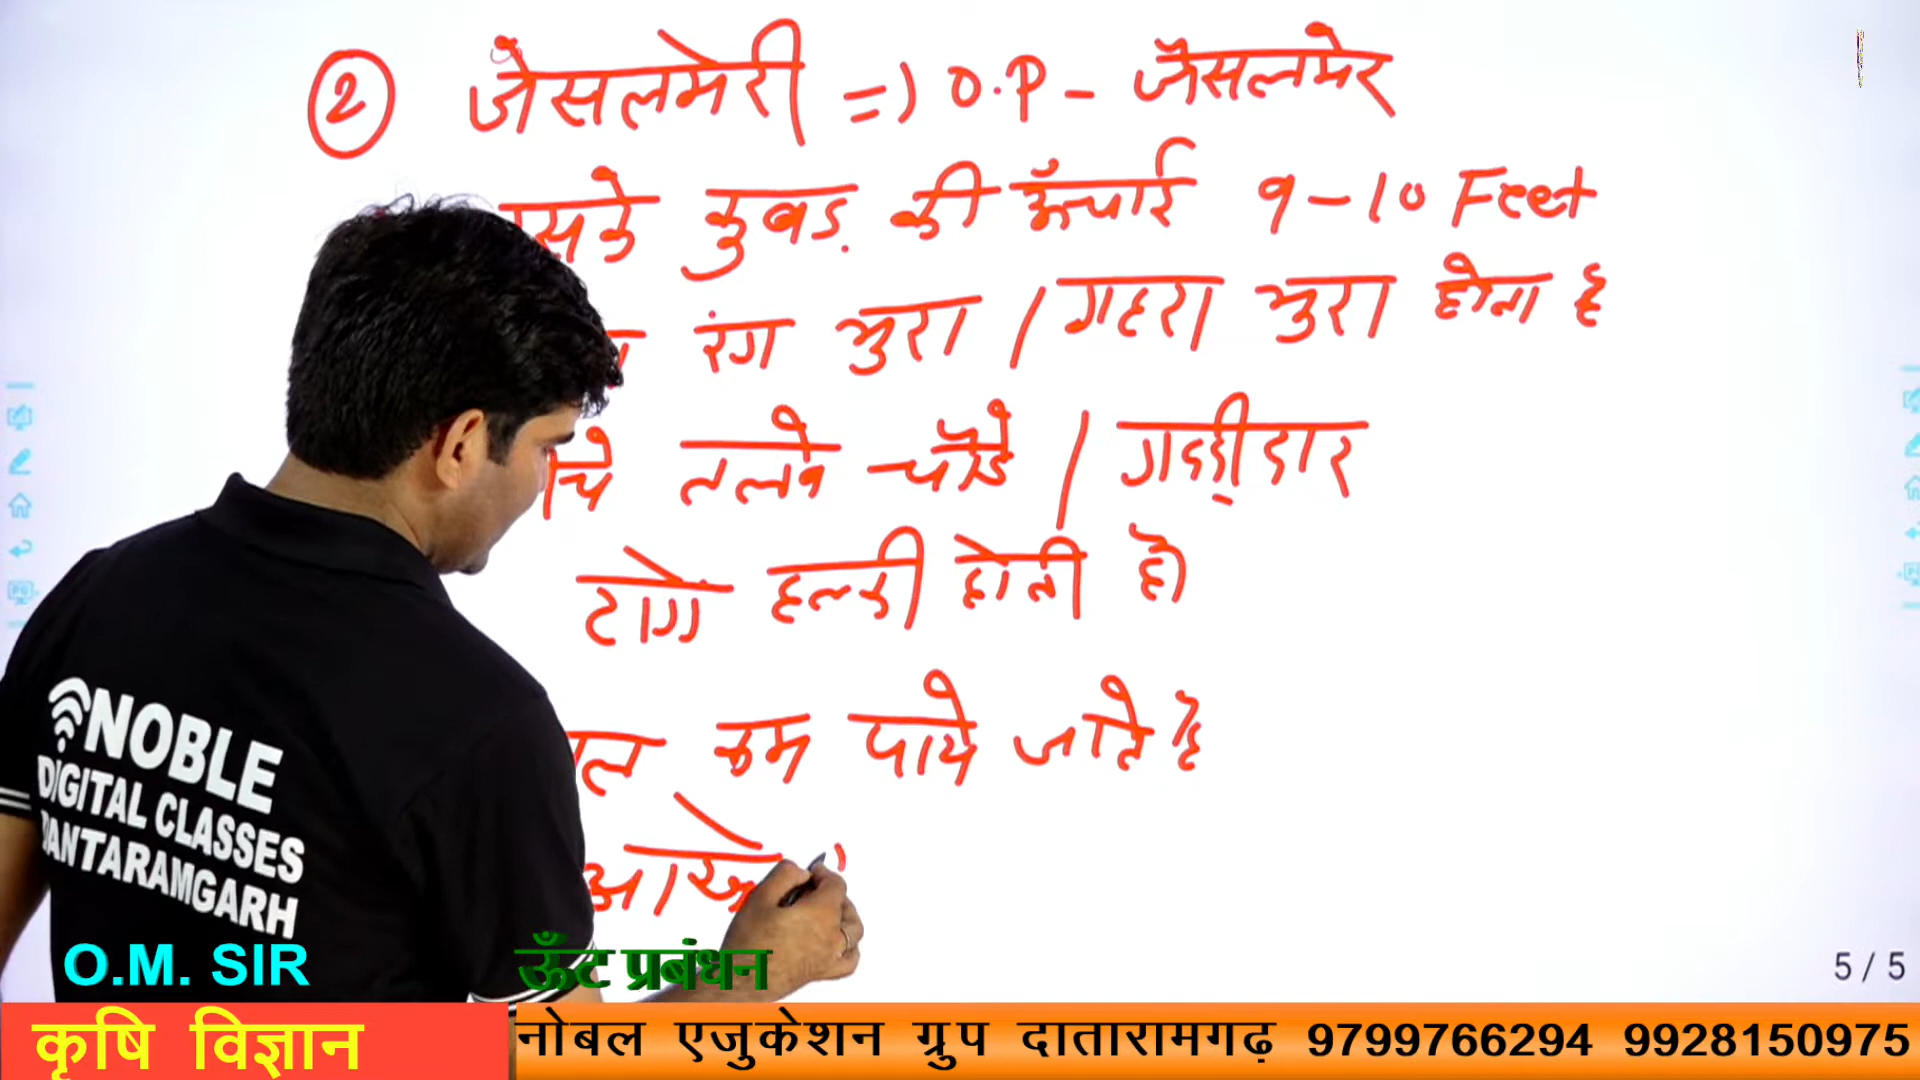 2 जेसलमेरी => O.P - जैसलमेर
इसके कुबड़ की ऊँचाई 9-10 Feet
रंग भुरा / गहरा भुरा होता है
तलवे चौडे / गद्दीदार
टांगे हल्की होती है
कम पाये जाते है
NOBLE
DIGITAL CLASSES
DANTARAMGARH
O.M. SIR
ऊँट प्रबंधन
5 / 5
कृषि विज्ञान
नोबल एजुकेशन ग्रुप दातारामगढ़ 9799766294 9928150975